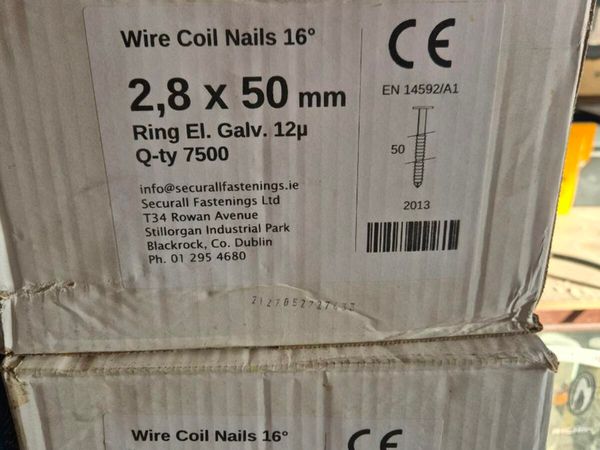 Wire Coil Nails 16°
2,8 x 50 mm
Ring El. Galv. 12µ
Q-ty 7500
info@securallfastenings.ie
Securall Fastenings Ltd
T34 Rowan Avenue
Stillorgan Industrial Park
Blackrock, Co. Dublin
Ph. 01 295 4680
CE
EN 14592/A1
50
2013
Wire Coil Nails 16°
CE